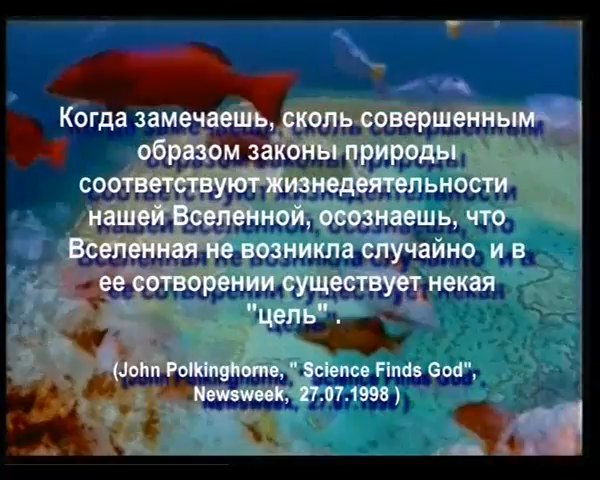 Когда замечаешь, сколь совершенным
образом законы природы
соответствуют жизнедеятельности
нашей Вселенной, осознаешь, что
Вселенная не возникла случайно  и в
ее сотворении существует некая
"цель" .
(John Polkinghorne, " Science Finds God",
Newsweek,  27.07.1998 )